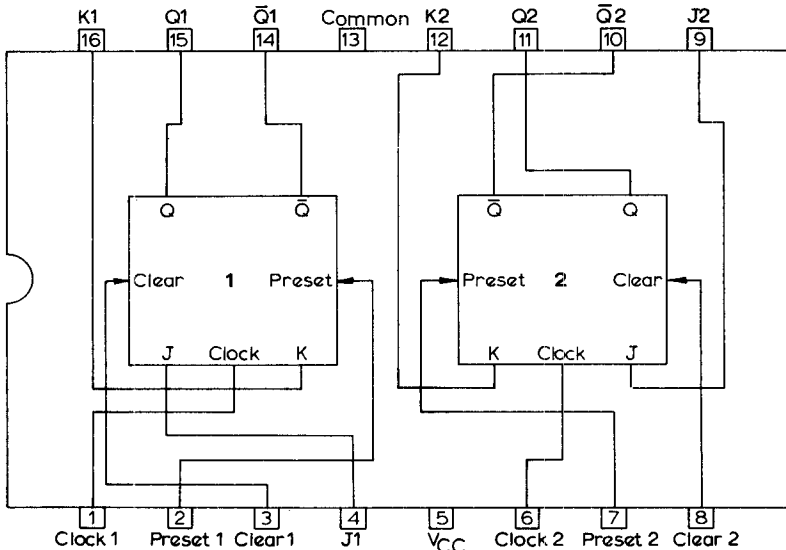 K1 Q1 Q̅1 Common K2 Q2 Q̅2 J2
16 15 14 13 12 11 10 9
Q Q̅ Q̅ Q
Clear 1 Preset Preset 2 Clear
J Clock K K Clock J
1 2 3 4 5 6 7 8
Clock 1 Preset 1 Clear 1 J1 VCC Clock 2 Preset 2 Clear 2